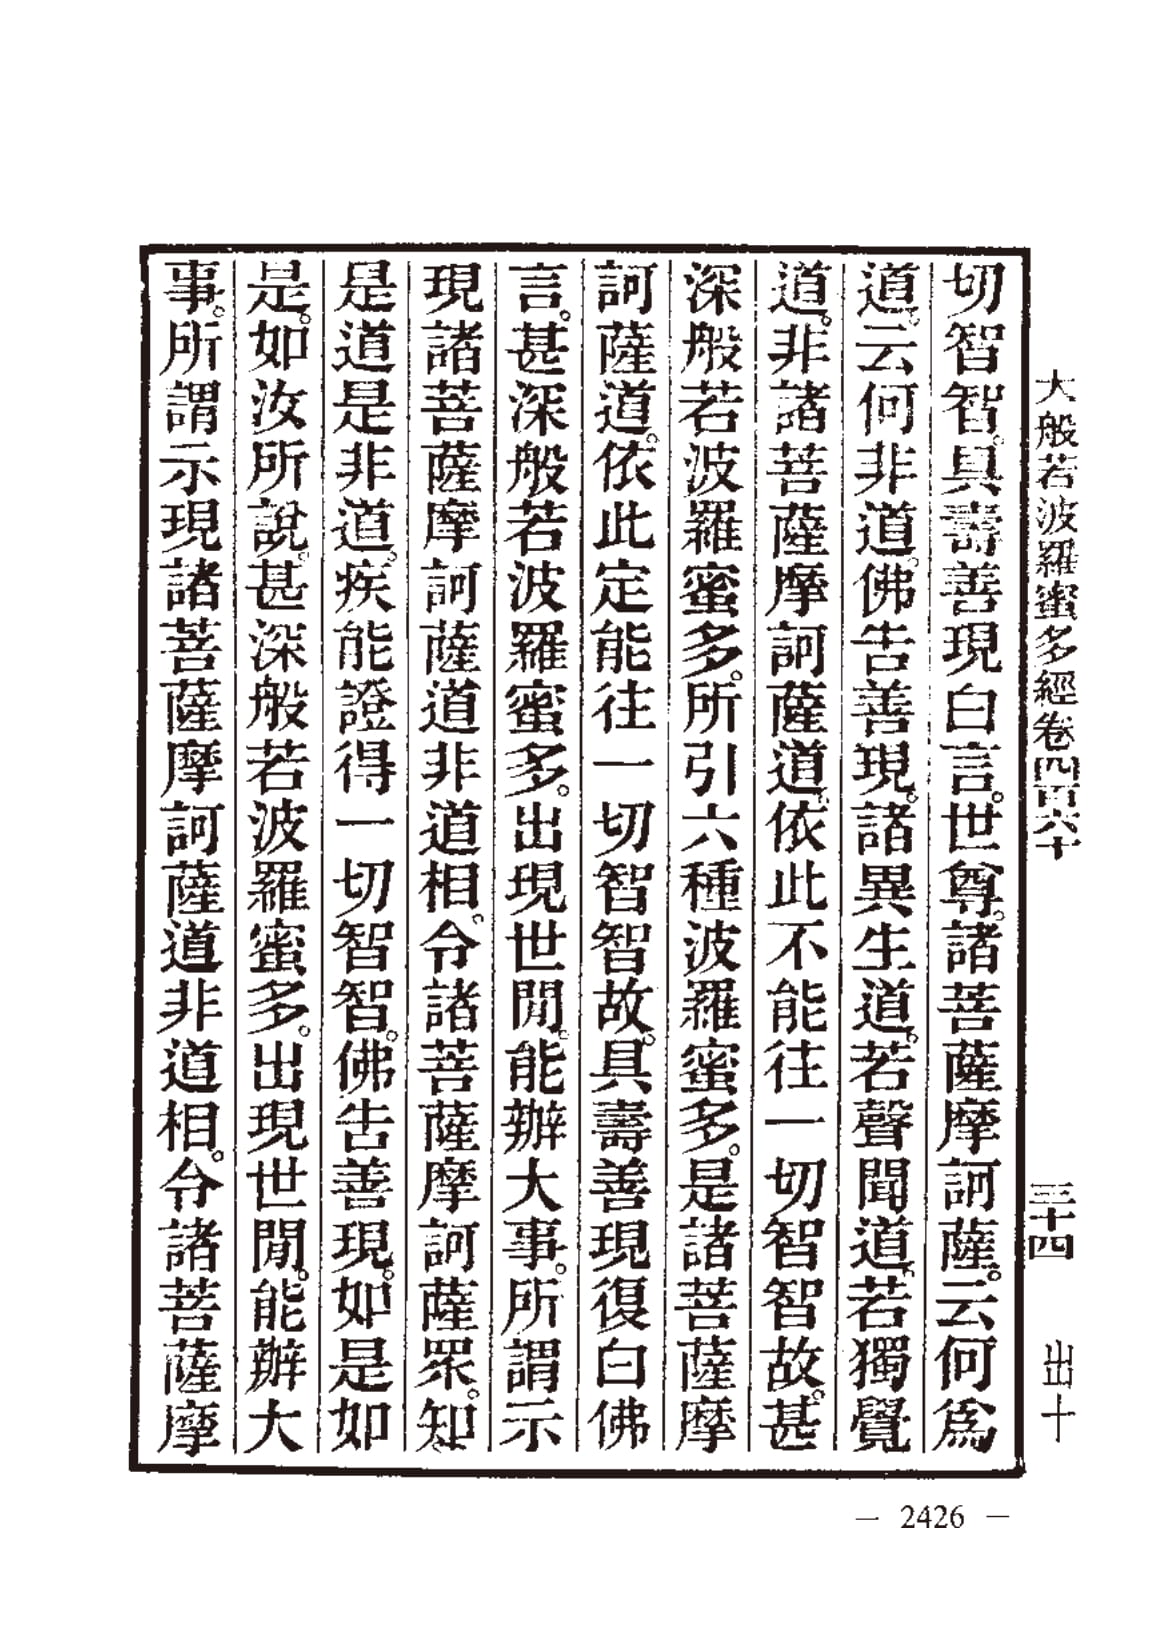 大般若波羅蜜多經卷四百六十 三十四 出十
切智智。具壽善現白言。世尊。諸菩薩摩訶薩。云何爲
道。云何非道。佛告善現。諸異生道。若聲聞道。若獨覺
道。非諸菩薩摩訶薩道。依此不能往一切智智故。甚
深般若波羅蜜多。所引六種波羅蜜多。是諸菩薩摩
訶薩道。依此定能往一切智智故。具壽善現復白佛
言。甚深般若波羅蜜多。出現世閒。能辦大事。所謂示
現諸菩薩摩訶薩道非道相。令諸菩薩摩訶薩眾。知
是道是非道。疾能證得一切智智。佛告善現。如是如
是。如汝所說。甚深般若波羅蜜多。出現世閒。能辦大
事。所謂示現諸菩薩摩訶薩道非道相。令諸菩薩摩
— 2426 —